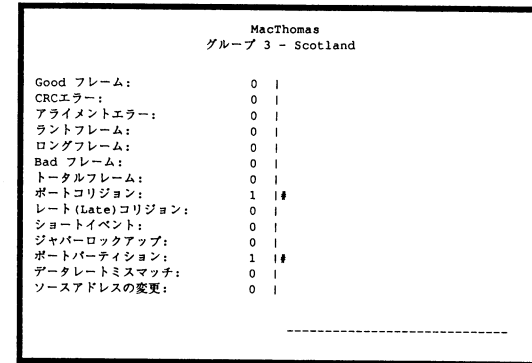 MacThomas
グループ 3 - Scotland
Good フレーム: 0 |
CRCエラー: 0 |
アライメントエラー: 0 |
ラントフレーム: 0 |
ロングフレーム: 0 |
Bad フレーム: 0 |
トータルフレーム: 0 |
ポートコリジョン: 1 |#
レート(Late)コリジョン: 0 |
ショートイベント: 0 |
ジャバーロックアップ: 0 |
ポートパーティション: 1 |#
データレートミスマッチ: 0 |
ソースアドレスの変更: 0 |
------------------------------